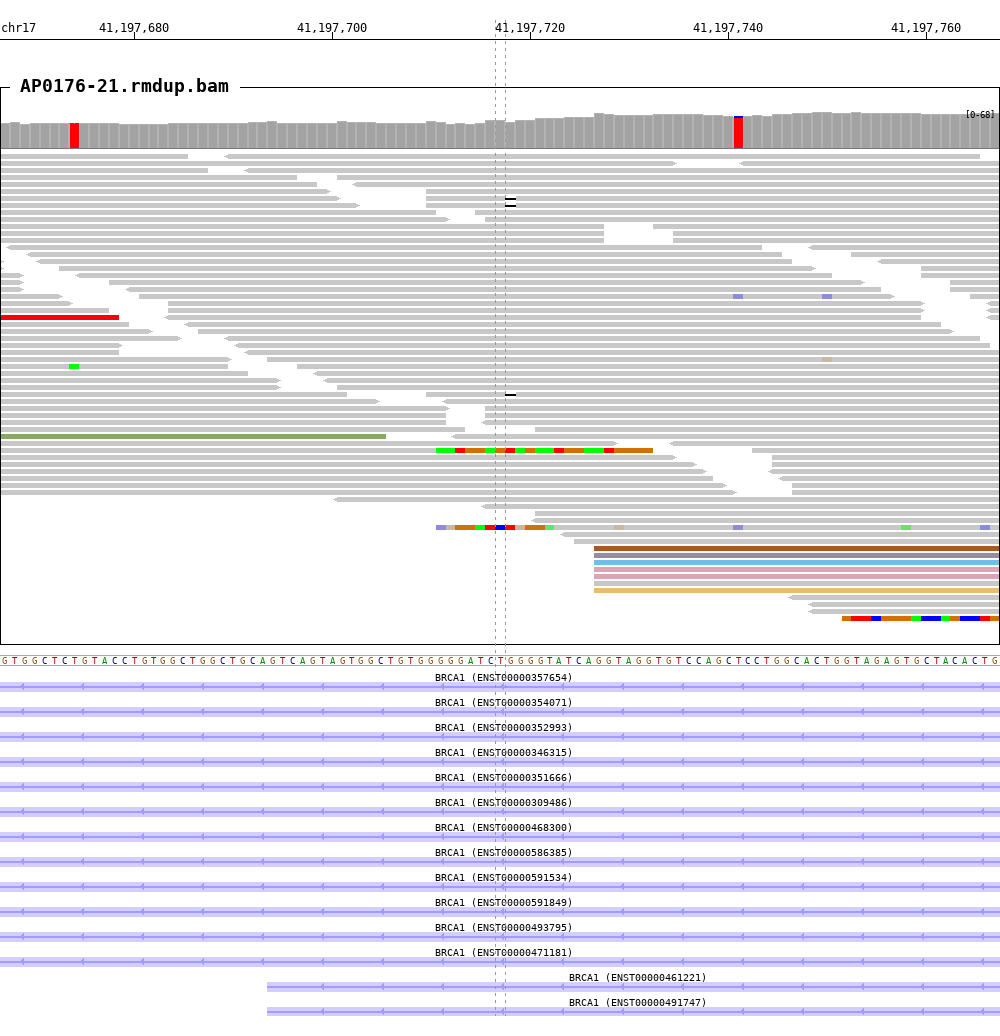 chr17 41,197,680 41,197,700 41,197,720 41,197,740 41,197,760
AP0176-21.rmdup.bam
[0-68]
G T G G C T C T G T A C C T G T G G C T G G C T G C A G T C A G T A G T G G C T G T G G G G G A T C T G G G G T A T C A G G T A G G T G T C C A G C T C C T G G C A C T G G T A G A G T G C T A C A C T G
BRCA1 (ENST00000357654)
BRCA1 (ENST00000354071)
BRCA1 (ENST00000352993)
BRCA1 (ENST00000346315)
BRCA1 (ENST00000351666)
BRCA1 (ENST00000309486)
BRCA1 (ENST00000468300)
BRCA1 (ENST00000586385)
BRCA1 (ENST00000591534)
BRCA1 (ENST00000591849)
BRCA1 (ENST00000493795)
BRCA1 (ENST00000471181)
BRCA1 (ENST00000461221)
BRCA1 (ENST00000491747)